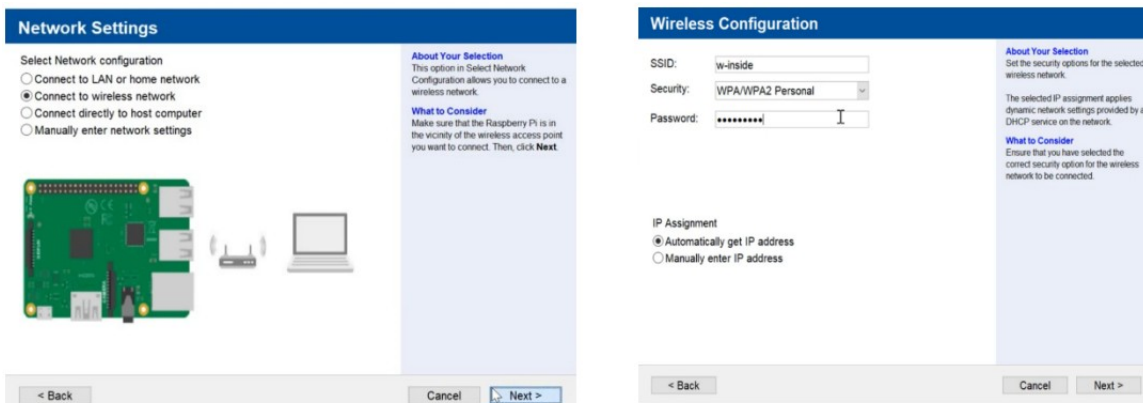 Network Settings
Select Network configuration
Connect to LAN or home network
Connect to wireless network
Connect directly to host computer
Manually enter network settings
About Your Selection
This option in Select Network
Configuration allows you to connect to a
wireless network.
What to Consider
Make sure that the Raspberry Pi is in
the vicinity of the wireless access point
you want to connect. Then, click Next
< Back
Cancel
Next >
Wireless Configuration
SSID:
w-inside
Security:
WPA/WPA2 Personal
Password:
•••••••••
IP Assignment
Automatically get IP address
Manually enter IP address
About Your Selection
Set the security options for the selected
wireless network.
The selected IP assignment applies
dynamic network settings provided by a
DHCP service on the network.
What to Consider
Ensure that you have selected the
correct security option for the wireless
network to be connected.
< Back
Cancel
Next >